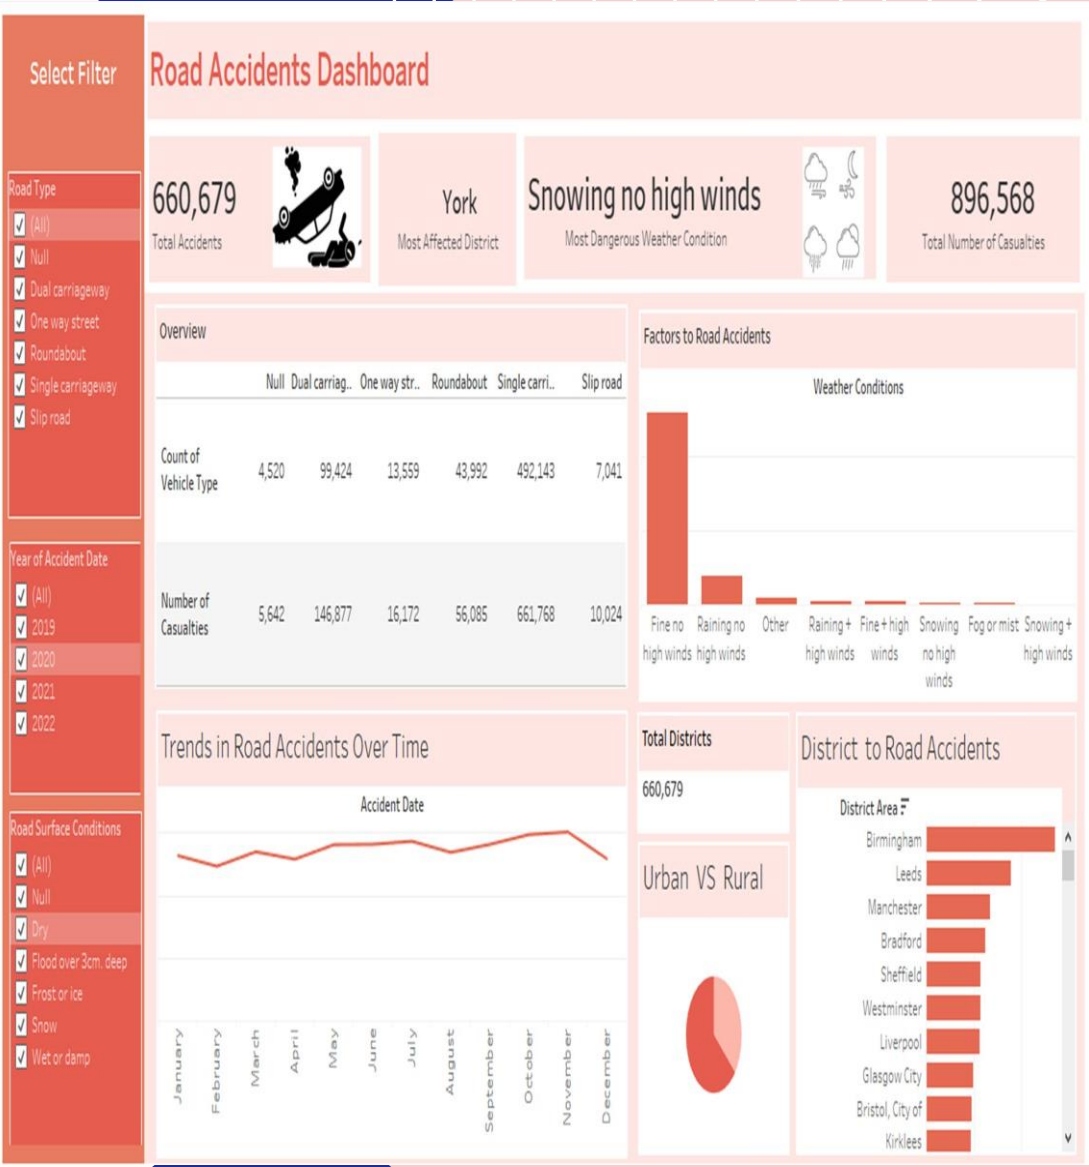 Select Filter
Road Accidents Dashboard
660,679
Total Accidents
York
Most Affected District
Snowing no high winds
Most Dangerous Weather Condition
896,568
Total Number of Casualties
Road Type
(All)
Null
Dual carriageway
One way street
Roundabout
Single carriageway
Slip road
Year of Accident Date
(All)
2019
2020
2021
2022
Road Surface Conditions
(All)
Null
Dry
Flood over 3cm. deep
Frost or ice
Snow
Wet or damp
Overview
Null Dual carriag.. One way str.. Roundabout Single carri.. Slip road
Count of
Vehicle Type
4,520 99,424 13,559 43,992 492,143 7,041
Number of
Casualties
5,642 146,877 16,172 56,085 661,768 10,024
Factors to Road Accidents
Weather Conditions
Fine no
high winds
Raining no
high winds
Other
Raining +
high winds
Fine + high
winds
Snowing
no high
winds
Fog or mist
Snowing +
high winds
Trends in Road Accidents Over Time
Accident Date
January
February
March
April
May
June
July
August
September
October
November
December
Total Districts
660,679
Urban VS Rural
District to Road Accidents
District Area
Birmingham
Leeds
Manchester
Bradford
Sheffield
Westminster
Liverpool
Glasgow City
Bristol, City of
Kirklees